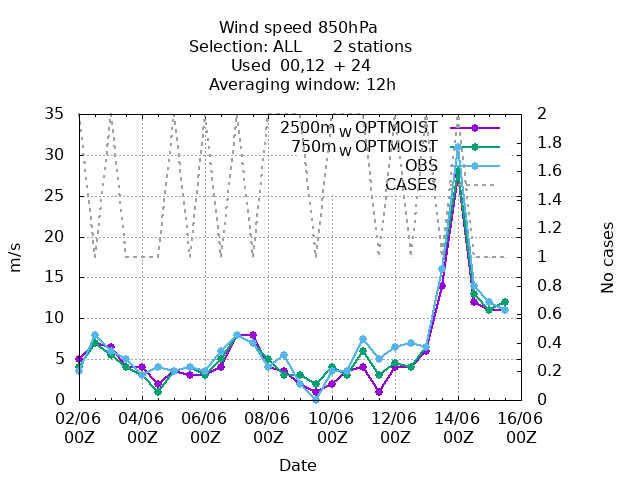 Wind speed 850hPa
Selection: ALL 2 stations
Used 00,12 + 24
Averaging window: 12h
35
30
25
20
15
10
5
0
m/s
2500m W OPTMOIST
750m W OPTMOIST
OBS
CASES
2
1.8
1.6
1.4
1.2
1
0.8
0.6
0.4
0.2
0
No cases
02/06 04/06 06/06 08/06 10/06 12/06 14/06 16/06
00Z 00Z 00Z 00Z 00Z 00Z 00Z 00Z
Date